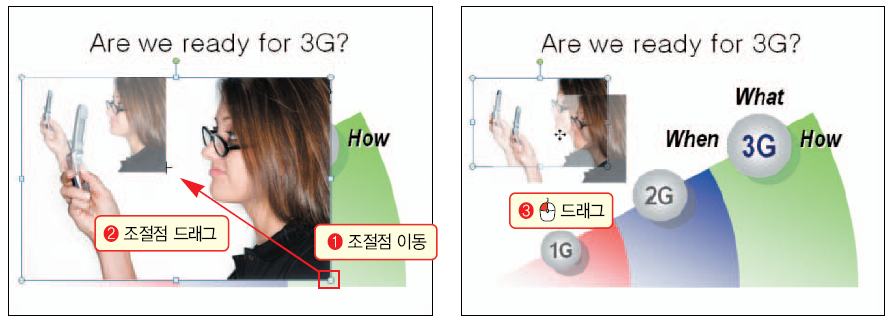 Are we ready for 3G?
How
❷ 조절점 드래그
❶ 조절점 이동
Are we ready for 3G?
What
When
3G
How
2G
❸ 드래그
1G